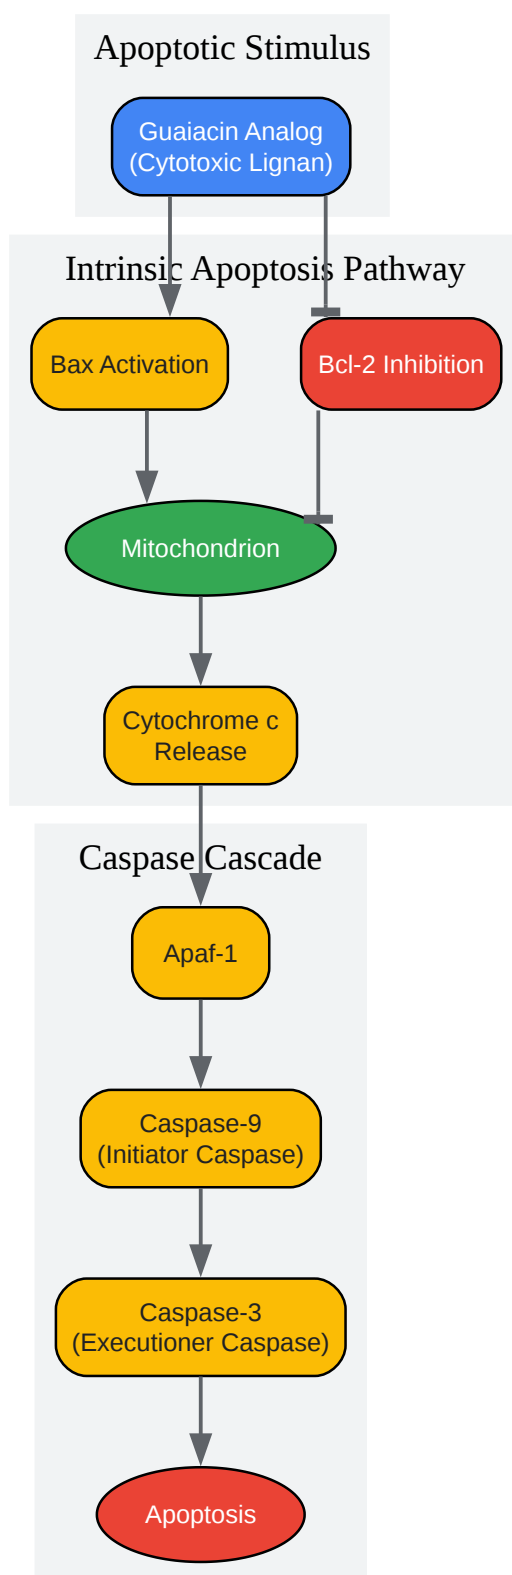 Apoptotic Stimulus
Guaiacin Analog
(Cytotoxic Lignan)
Intrinsic Apoptosis Pathway
Bax Activation
Bcl-2 Inhibition
Mitochondrion
Cytochrome c
Release
Caspase Cascade
Apaf-1
Caspase-9
(Initiator Caspase)
Caspase-3
(Executioner Caspase)
Apoptosis